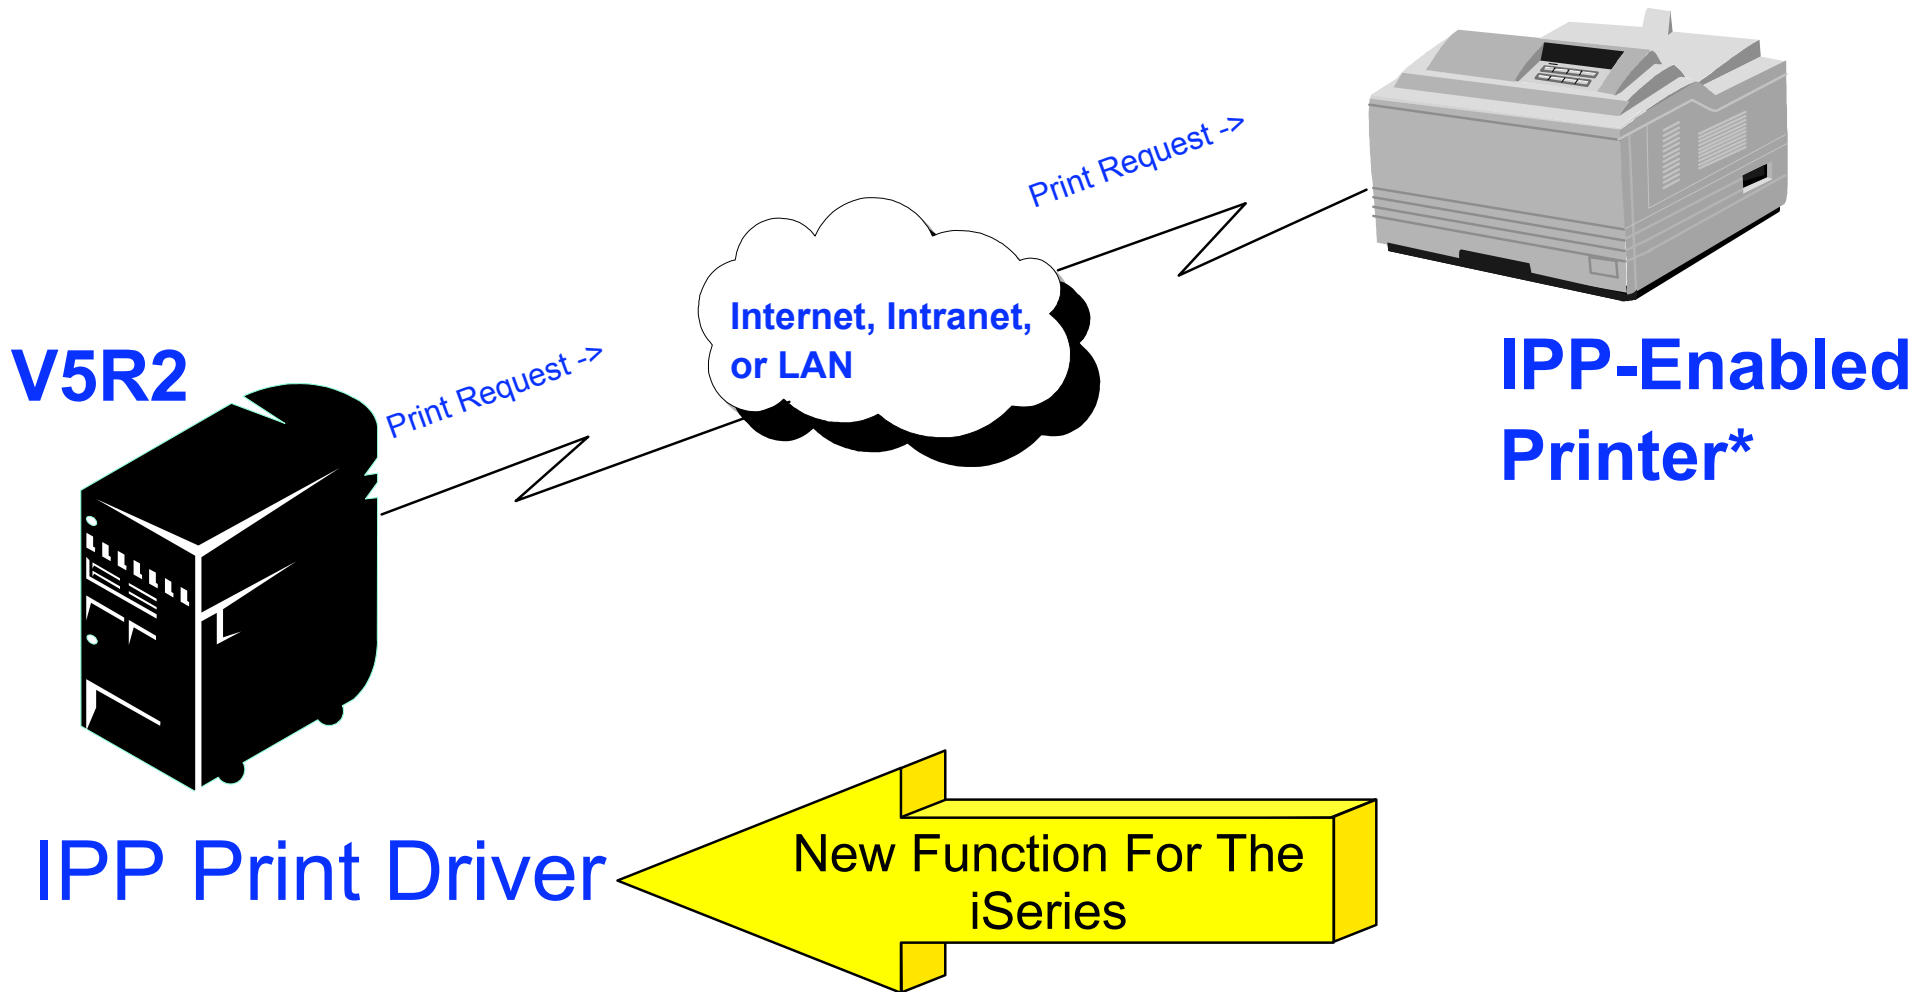 Print Request ->
Internet, Intranet,
or LAN
V5R2
Print Request ->
IPP-Enabled
Printer*
IPP Print Driver
New Function For The
iSeries